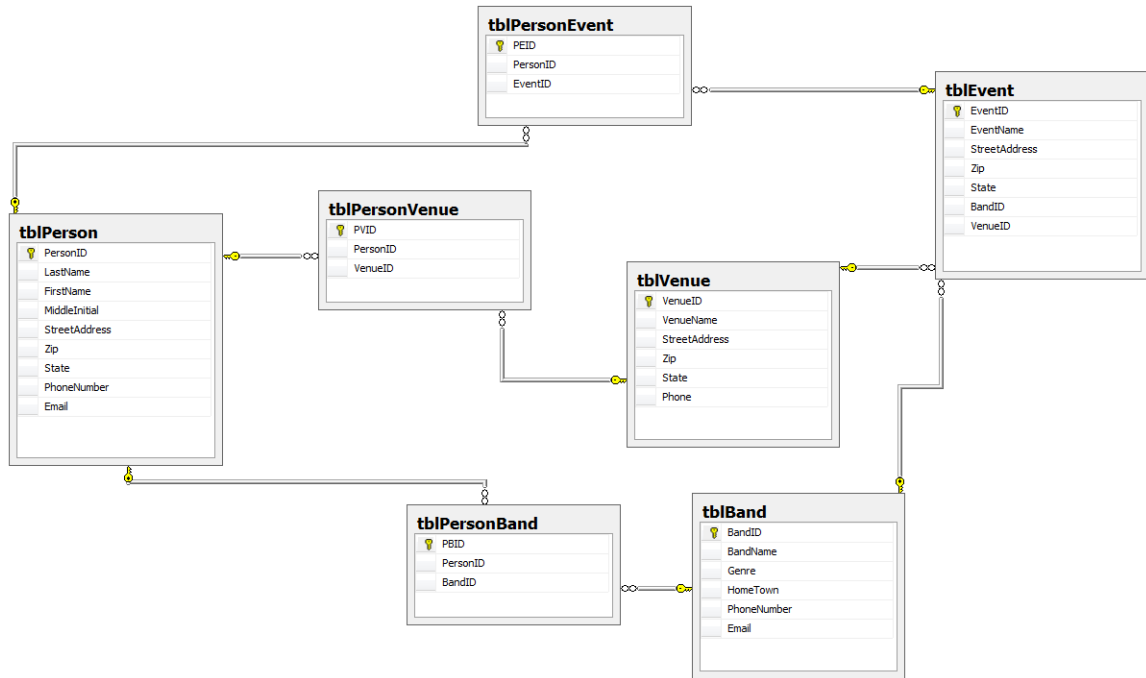 tblPersonEvent
PEID
PersonID
EventID
tblEvent
EventID
EventName
StreetAddress
Zip
State
BandID
VenueID
tblPersonVenue
PVID
PersonID
VenueID
tblPerson
PersonID
LastName
FirstName
MiddleInitial
StreetAddress
Zip
State
PhoneNumber
Email
tblVenue
VenueID
VenueName
StreetAddress
Zip
State
Phone
tblPersonBand
PBID
PersonID
BandID
tblBand
BandID
BandName
Genre
HomeTown
PhoneNumber
Email